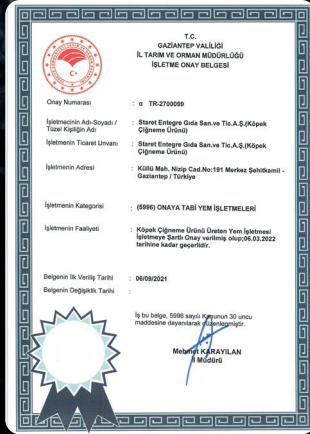 T.C.
GAZİANTEP VALİLİĞİ
İL TARIM VE ORMAN MÜDÜRLÜĞÜ
İŞLETME ONAY BELGESİ
Onay Numarası : α TR-2700099
İşletmecinin Adı-Soyadı / : Staret Entegre Gıda San.ve Tic.A.Ş.(Köpek
Tüzel Kişiliğin Adı Çiğneme Ürünü)
İşletmenin Ticaret Unvanı : Staret Entegre Gıda San.ve Tic.A.Ş.(Köpek
Çiğneme Ürünü)
İşletmenin Adresi : Küllü Mah. Nizip Cad.No:191 Merkez Şehitkamil -
Gaziantep / Türkiye
İşletmenin Kategorisi : (5996) ONAYA TABİ YEM İŞLETMELERİ
İşletmenin Faaliyeti : Köpek Çiğneme Ürünü Üreten Yem İşletmesi
İşletmeye Şartlı Onay verilmiş olup;06.03.2022
tarihine kadar geçerlidir.
Belgenin İlk Veriliş Tarihi : 06/09/2021
Belgenin Değişiklik Tarihi :
İş bu belge, 5996 sayılı Kanunun 30 uncu
maddesine dayanılarak düzenlenmiştir.
Mehmet KARAYILAN
İl Müdürü